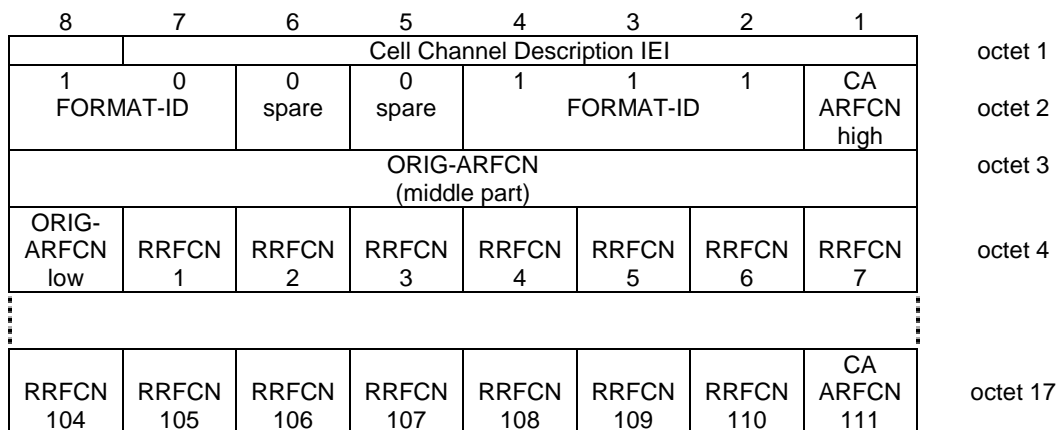 8 7 6 5 4 3 2 1
Cell Channel Description IEI octet 1
1 0 0 0 1 1 1 CA
FORMAT-ID spare spare FORMAT-ID ARFCN octet 2
high
ORIG-ARFCN octet 3
(middle part)
ORIG-
ARFCN RRFCN RRFCN RRFCN RRFCN RRFCN RRFCN RRFCN octet 4
low 1 2 3 4 5 6 7
CA
RRFCN RRFCN RRFCN RRFCN RRFCN RRFCN RRFCN ARFCN octet 17
104 105 106 107 108 109 110 111